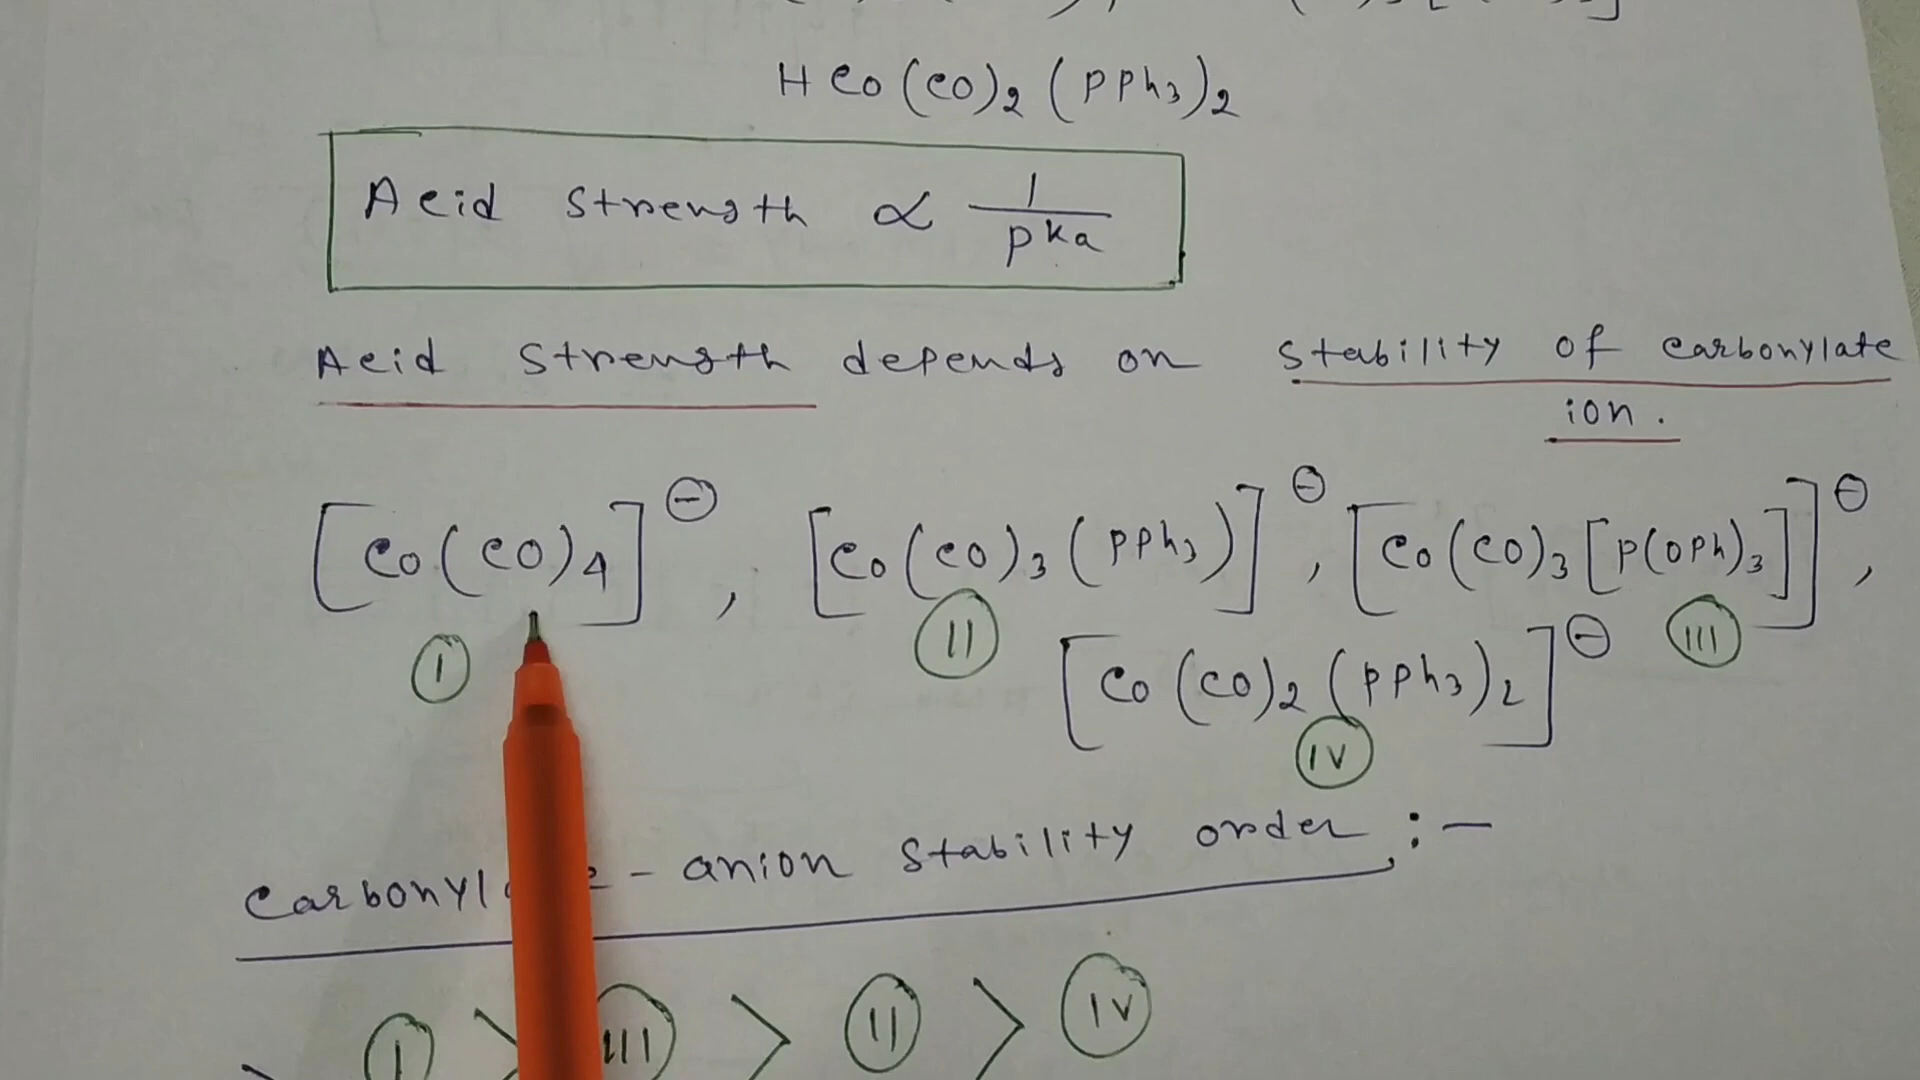 H Co (CO)2 (PPh3)2
Acid strength ∝ 1/pKa
Acid strength depends on stability of carbonylate
ion.
[Co(CO)4]⊖ , [Co(CO)3(PPh3)]⊖ , [Co(CO)3[P(OPh)3]]⊖ ,
I II III
[Co(CO)2(PPh3)2]⊖
IV
anion stability order :-
I > III > II > IV